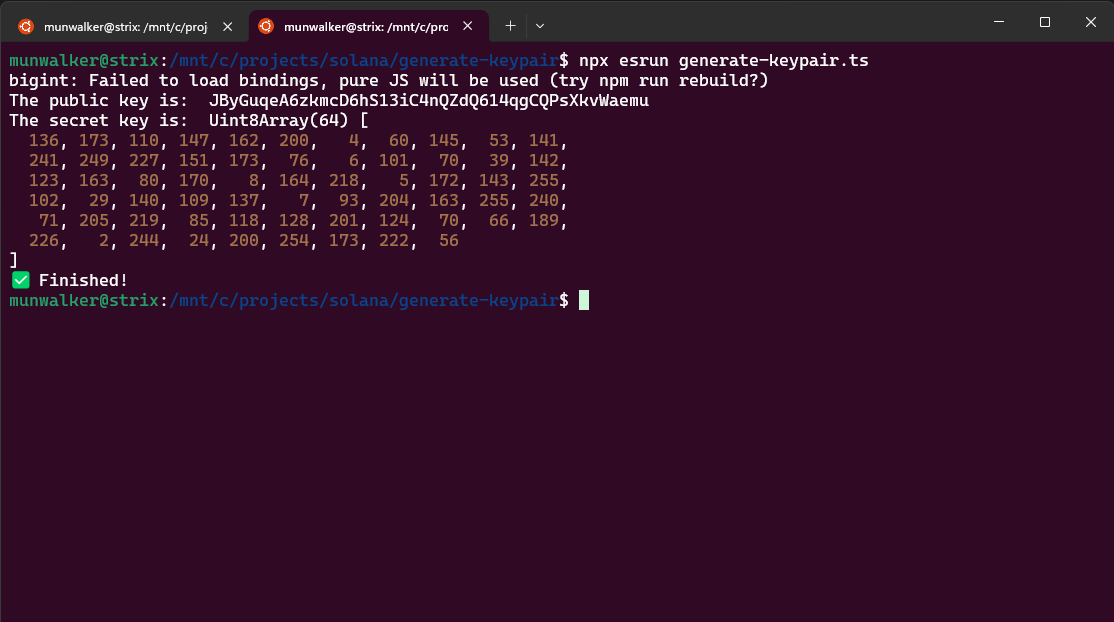 munwalker@strix: /mnt/c/proj
munwalker@strix: /mnt/c/pro
munwalker@strix:/mnt/c/projects/solana/generate-keypair$ npx esrun generate-keypair.ts
bigint: Failed to load bindings, pure JS will be used (try npm run rebuild?)
The public key is:  JByGuqeA6zkmcD6hS13iC4nQZdQ614qgCQPsXkvWaemu
The secret key is:  Uint8Array(64) [
  136, 173, 110, 147, 162, 200,   4,  60, 145,  53, 141,
  241, 249, 227, 151, 173,  76,   6, 101,  70,  39, 142,
  123, 163,  80, 170,   8, 164, 218,   5, 172, 143, 255,
  102,  29, 140, 109, 137,   7,  93, 204, 163, 255, 240,
   71, 205, 219,  85, 118, 128, 201, 124,  70,  66, 189,
  226,   2, 244,  24, 200, 254, 173, 222,  56
]
✅ Finished!
munwalker@strix:/mnt/c/projects/solana/generate-keypair$